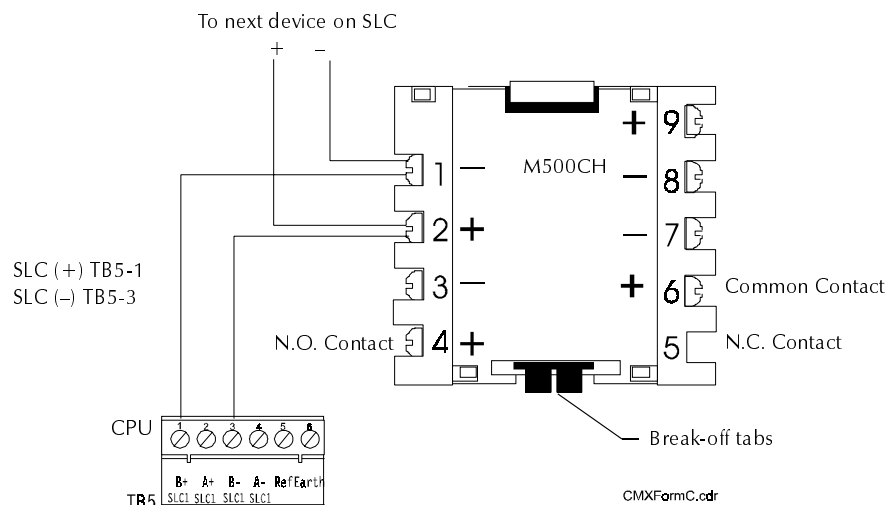 To next device on SLC
+ –
1 – M500CH + 9
2 + – 8
3 – – 7
4 + + 6
5
SLC (+) TB5-1
SLC (–) TB5-3
Common Contact
N.O. Contact
N.C. Contact
CPU
1 2 3 4 5 6
B+ A+ B- A- Ref Earth
SLC1 SLC1 SLC1 SLC1
TB5
Break-off tabs
CMXFormC.cdr